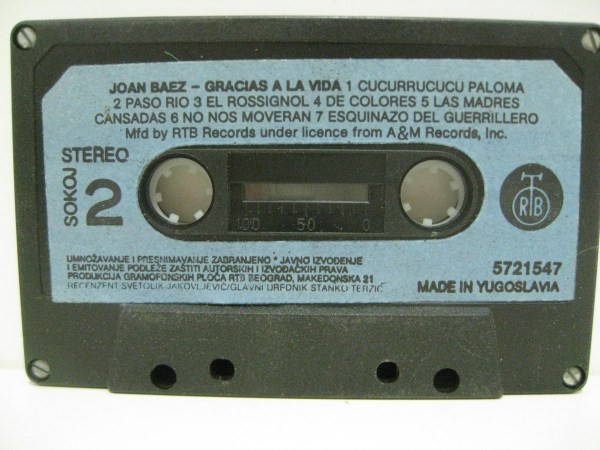 JOAN BAEZ – GRACIAS A LA VIDA 1 CUCURRUCUCU PALOMA
2 PASO RIO 3 EL ROSSIGNOL 4 DE COLORES 5 LAS MADRES
CANSADAS 6 NO NOS MOVERAN 7 ESQUINAZO DEL GUERRILLERO
Mfd by RTB Records under licence from A&M Records, Inc.
STEREO
SOKOJ
2
100 50 0
RTB
UMNOŽAVANJE I PRESNIMAVANJE ZABRANJENO * JAVNO IZVOĐENJE
I EMITOVANJE PODLEŽE ZAŠTITI AUTORSKIH I IZVOĐAČKIH PRAVA
PRODUKCIJA GRAMOFONSKIH PLOČA RTB BEOGRAD, MAKEDONSKA 21
RECENZENT SVETOLIK JAKOVLJEVIĆ/GLAVNI UREDNIK STANKO TERZIĆ
5721547
MADE IN YUGOSLAVIA